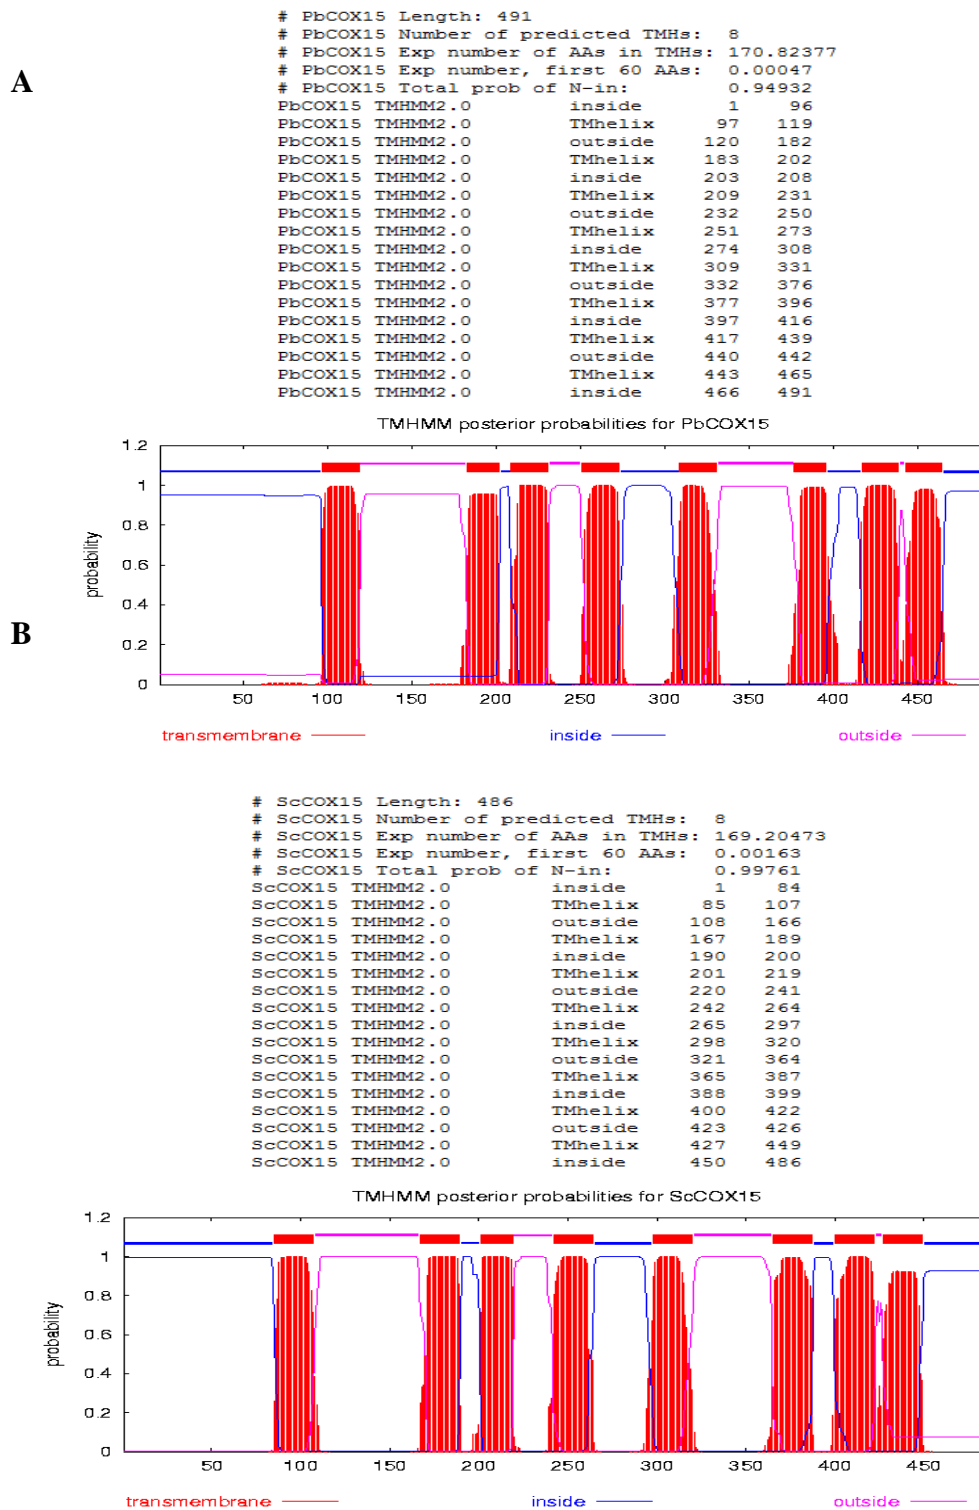 A
# PbCOX15 Length: 491
# PbCOX15 Number of predicted TMHs: 8
# PbCOX15 Exp number of AAs in TMHs: 170.82377
# PbCOX15 Exp number, first 60 AAs: 0.00047
# PbCOX15 Total prob of N-in: 0.94932
PbCOX15 TMHMM2.0 inside 1 96
PbCOX15 TMHMM2.0 TMhelix 97 119
PbCOX15 TMHMM2.0 outside 120 182
PbCOX15 TMHMM2.0 TMhelix 183 202
PbCOX15 TMHMM2.0 inside 203 208
PbCOX15 TMHMM2.0 TMhelix 209 231
PbCOX15 TMHMM2.0 outside 232 250
PbCOX15 TMHMM2.0 TMhelix 251 273
PbCOX15 TMHMM2.0 inside 274 308
PbCOX15 TMHMM2.0 TMhelix 309 331
PbCOX15 TMHMM2.0 outside 332 376
PbCOX15 TMHMM2.0 TMhelix 377 396
PbCOX15 TMHMM2.0 inside 397 416
PbCOX15 TMHMM2.0 TMhelix 417 439
PbCOX15 TMHMM2.0 outside 440 442
PbCOX15 TMHMM2.0 TMhelix 443 465
PbCOX15 TMHMM2.0 inside 466 491
TMHMM posterior probabilities for PbCOX15
1.2
1
0.8
0.6
0.4
0.2
0
probability
50 100 150 200 250 300 350 400 450
transmembrane inside outside
B
# ScCOX15 Length: 486
# ScCOX15 Number of predicted TMHs: 8
# ScCOX15 Exp number of AAs in TMHs: 169.20473
# ScCOX15 Exp number, first 60 AAs: 0.00163
# ScCOX15 Total prob of N-in: 0.99761
ScCOX15 TMHMM2.0 inside 1 84
ScCOX15 TMHMM2.0 TMhelix 85 107
ScCOX15 TMHMM2.0 outside 108 166
ScCOX15 TMHMM2.0 TMhelix 167 189
ScCOX15 TMHMM2.0 inside 190 200
ScCOX15 TMHMM2.0 TMhelix 201 219
ScCOX15 TMHMM2.0 outside 220 241
ScCOX15 TMHMM2.0 TMhelix 242 264
ScCOX15 TMHMM2.0 inside 265 297
ScCOX15 TMHMM2.0 TMhelix 298 320
ScCOX15 TMHMM2.0 outside 321 364
ScCOX15 TMHMM2.0 TMhelix 365 387
ScCOX15 TMHMM2.0 inside 388 399
ScCOX15 TMHMM2.0 TMhelix 400 422
ScCOX15 TMHMM2.0 outside 423 426
ScCOX15 TMHMM2.0 TMhelix 427 449
ScCOX15 TMHMM2.0 inside 450 486
TMHMM posterior probabilities for ScCOX15
1.2
1
0.8
0.6
0.4
0.2
0
probability
50 100 150 200 250 300 350 400 450
transmembrane inside outside